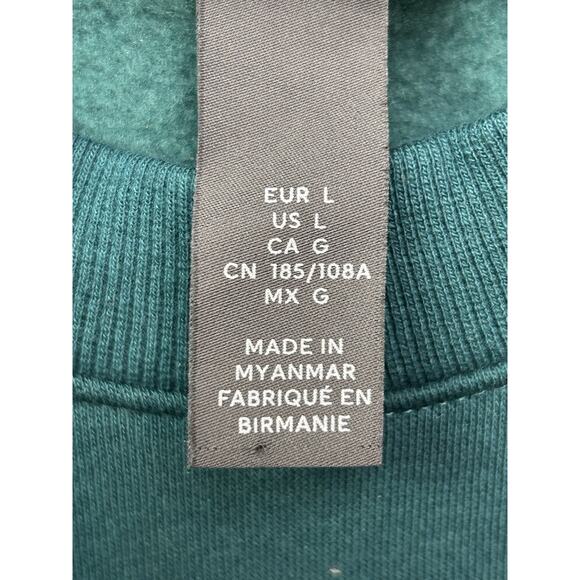 EUR L
US L
CA G
CN 185/108A
MX G
MADE IN
MYANMAR
FABRIQUÉ EN
BIRMANIE